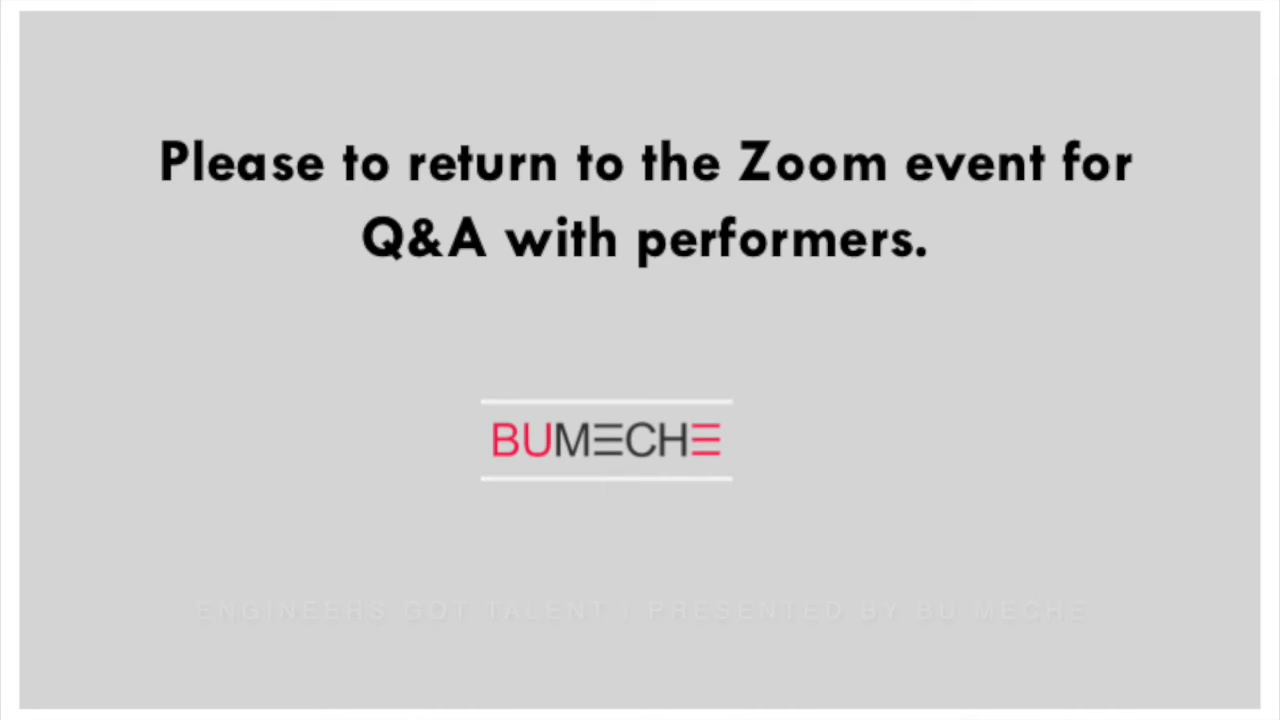 Please to return to the Zoom event for
Q&A with performers.
BUMECHE
ENGINEERS GOT TALENT | PRESENTED BY BU MECHE